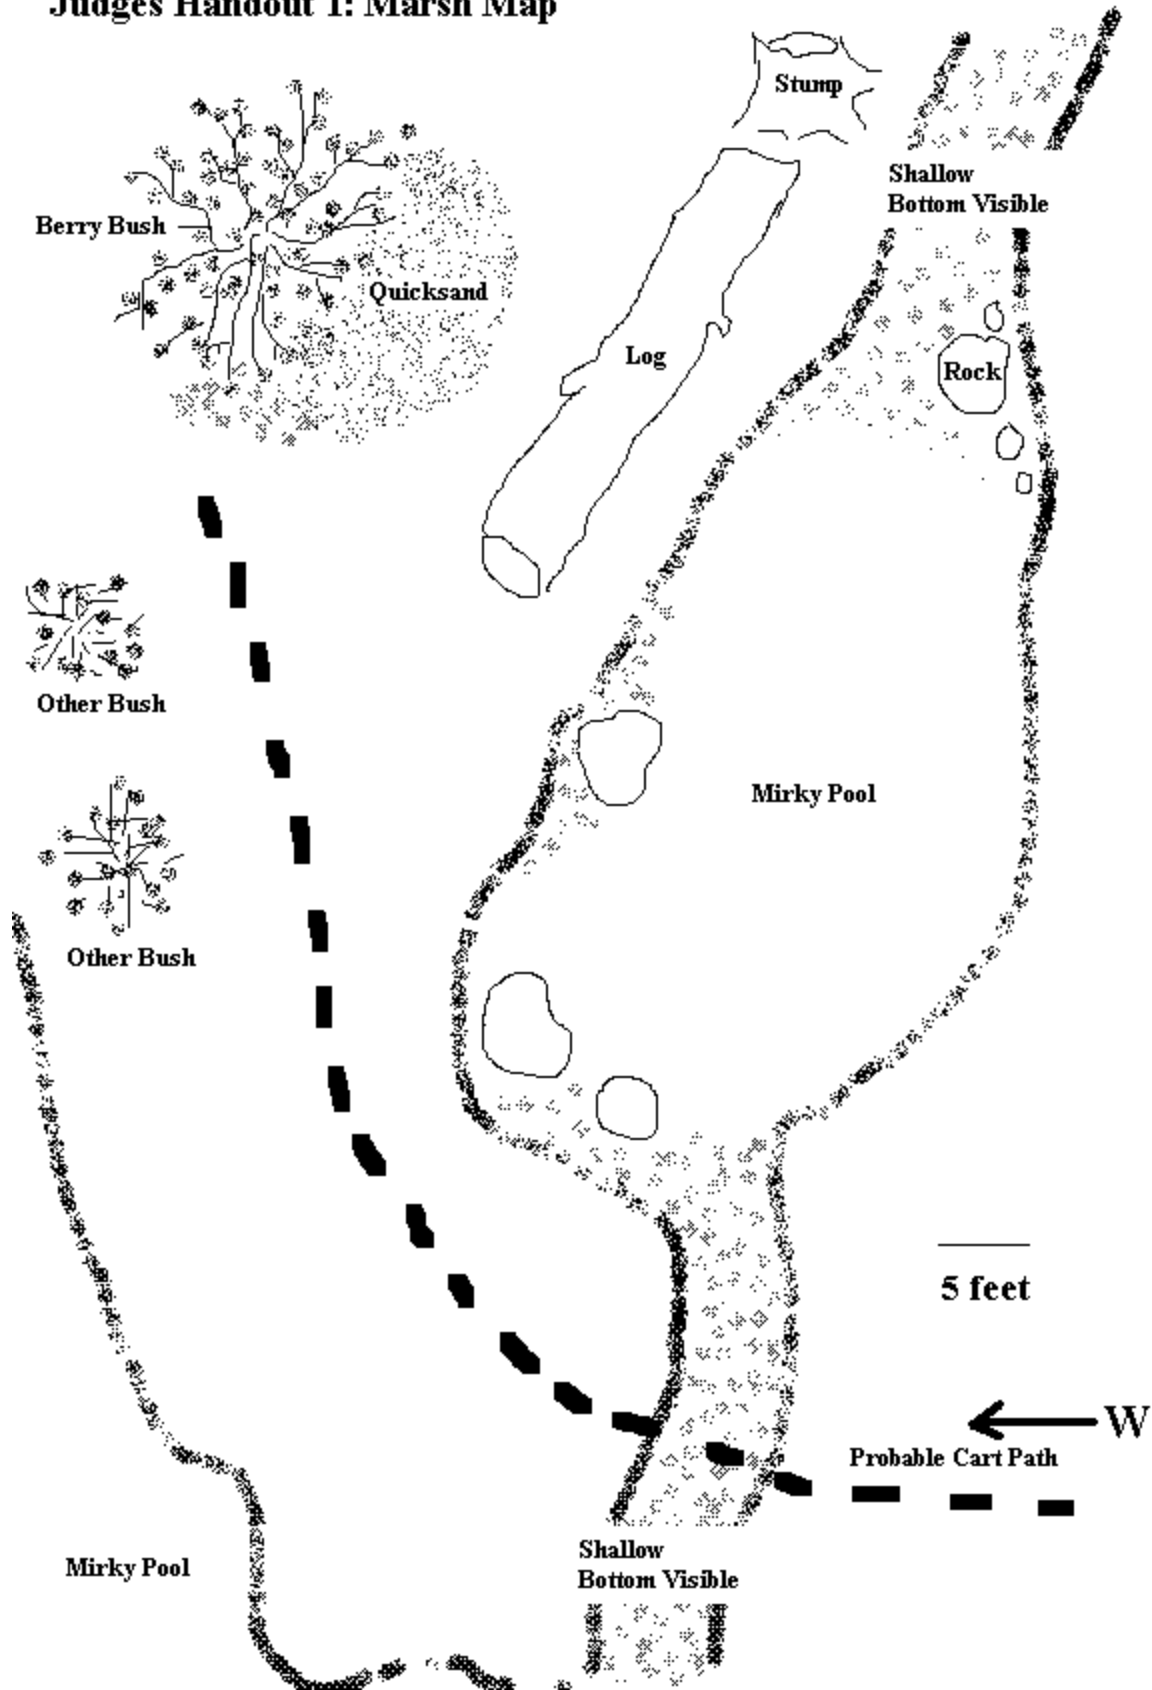 Judges Handout 1: Marsh Map
Stump
Shallow
Bottom Visible
Berry Bush
Quicksand
Log
Rock
Other Bush
Mirky Pool
Other Bush
5 feet
W
Probable Cart Path
Shallow
Bottom Visible
Mirky Pool